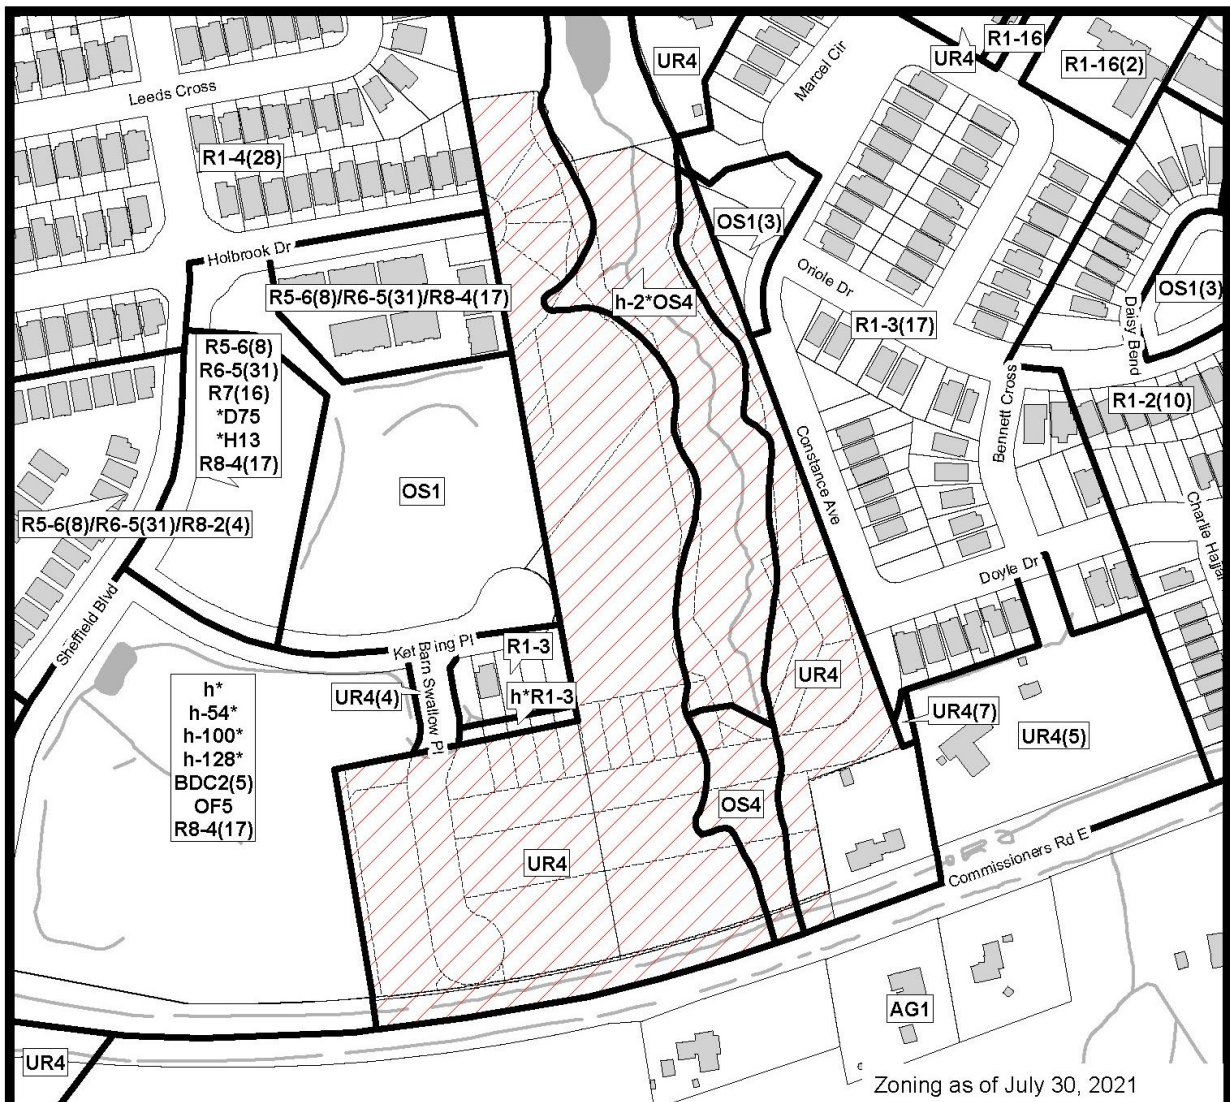 R1-16
UR4
UR4
R1-16(2)
Marcel Cir
Leeds Cross
R1-4(28)
OS1(3)
Holbrook Dr
Oriole Dr
R5-6(8)/R6-5(31)/R8-4(17)
h-2*OS4
OS1(3)
R1-3(17)
Daisy Bend
R5-6(8)
R6-5(31)
R7(16)
*D75
*H13
R8-4(17)
Bennett Cross
R1-2(10)
Constance Ave
OS1
R5-6(8)/R6-5(31)/R8-2(4)
Charlie Hajjar
Doyle Dr
Sheffield Blvd
Ket ing Pl
Barn Swallow Pl
R1-3
UR4(4)
h*R1-3
UR4
UR4(7)
UR4(5)
h*
h-54*
h-100*
h-128*
BDC2(5)
OF5
R8-4(17)
OS4
UR4
Commissioners Rd E
AG1
UR4
Zoning as of July 30, 2021